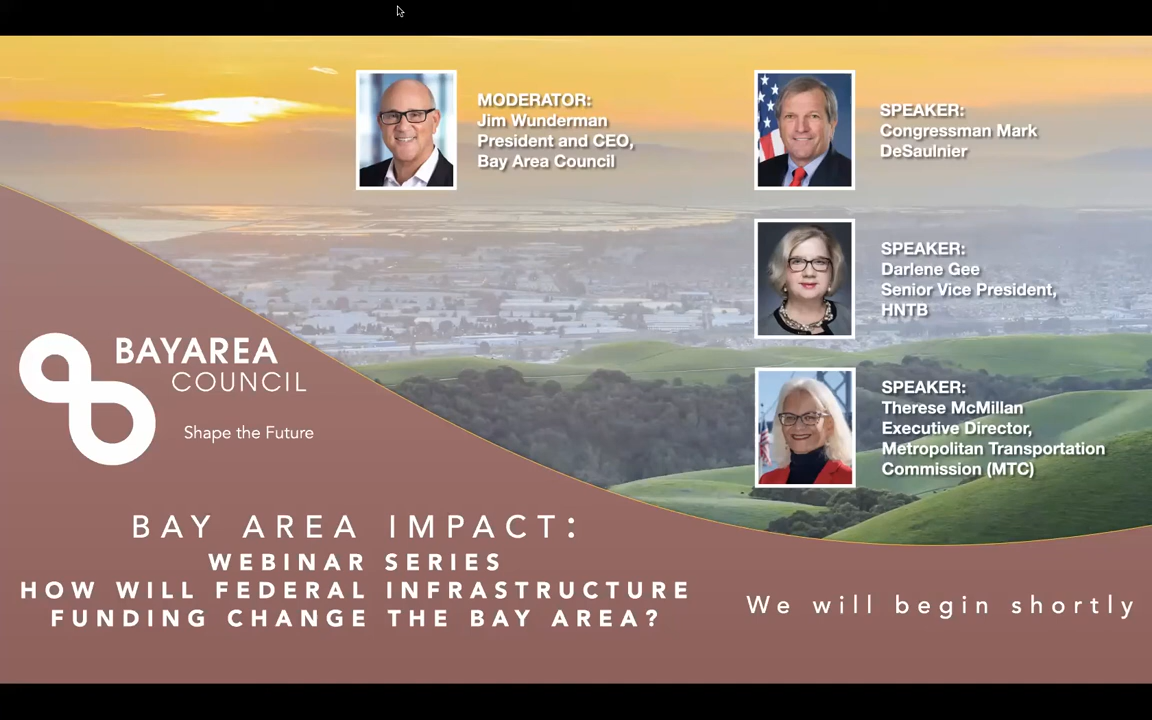 MODERATOR:
Jim Wunderman
President and CEO,
Bay Area Council
SPEAKER:
Congressman Mark
DeSaulnier
SPEAKER:
Darlene Gee
Senior Vice President,
HNTB
SPEAKER:
Therese McMillan
Executive Director,
Metropolitan Transportation
Commission (MTC)
BAYAREA
COUNCIL
Shape the Future
BAY AREA IMPACT:
WEBINAR SERIES
HOW WILL FEDERAL INFRASTRUCTURE
FUNDING CHANGE THE BAY AREA?
We will begin shortly